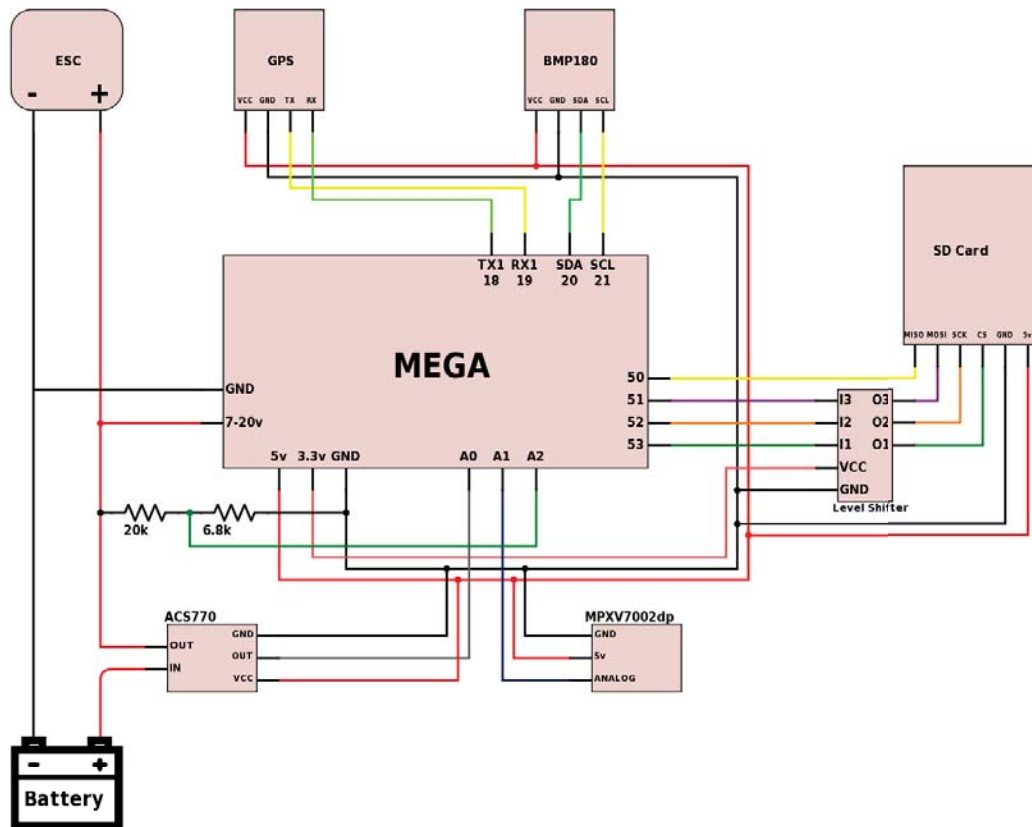 ESC
- +
GPS
VCC GND TX RX
BMP180
VCC GND SDA SCL
SD Card
MISO MOSI SCK CS GND
TX1 RX1 SDA SCL
18 19 20 21
MEGA
GND
7-20v
5v 3.3v GND A0 A1 A2
50
51
52
53
I3 O3
I2 O2
I1 O1
VCC
GND
Level Shifter
20k 6.8k
ACS770
GND
OUT OUT
IN VCC
MPXV7002dp
GND
5v
ANALOG
- +
Battery